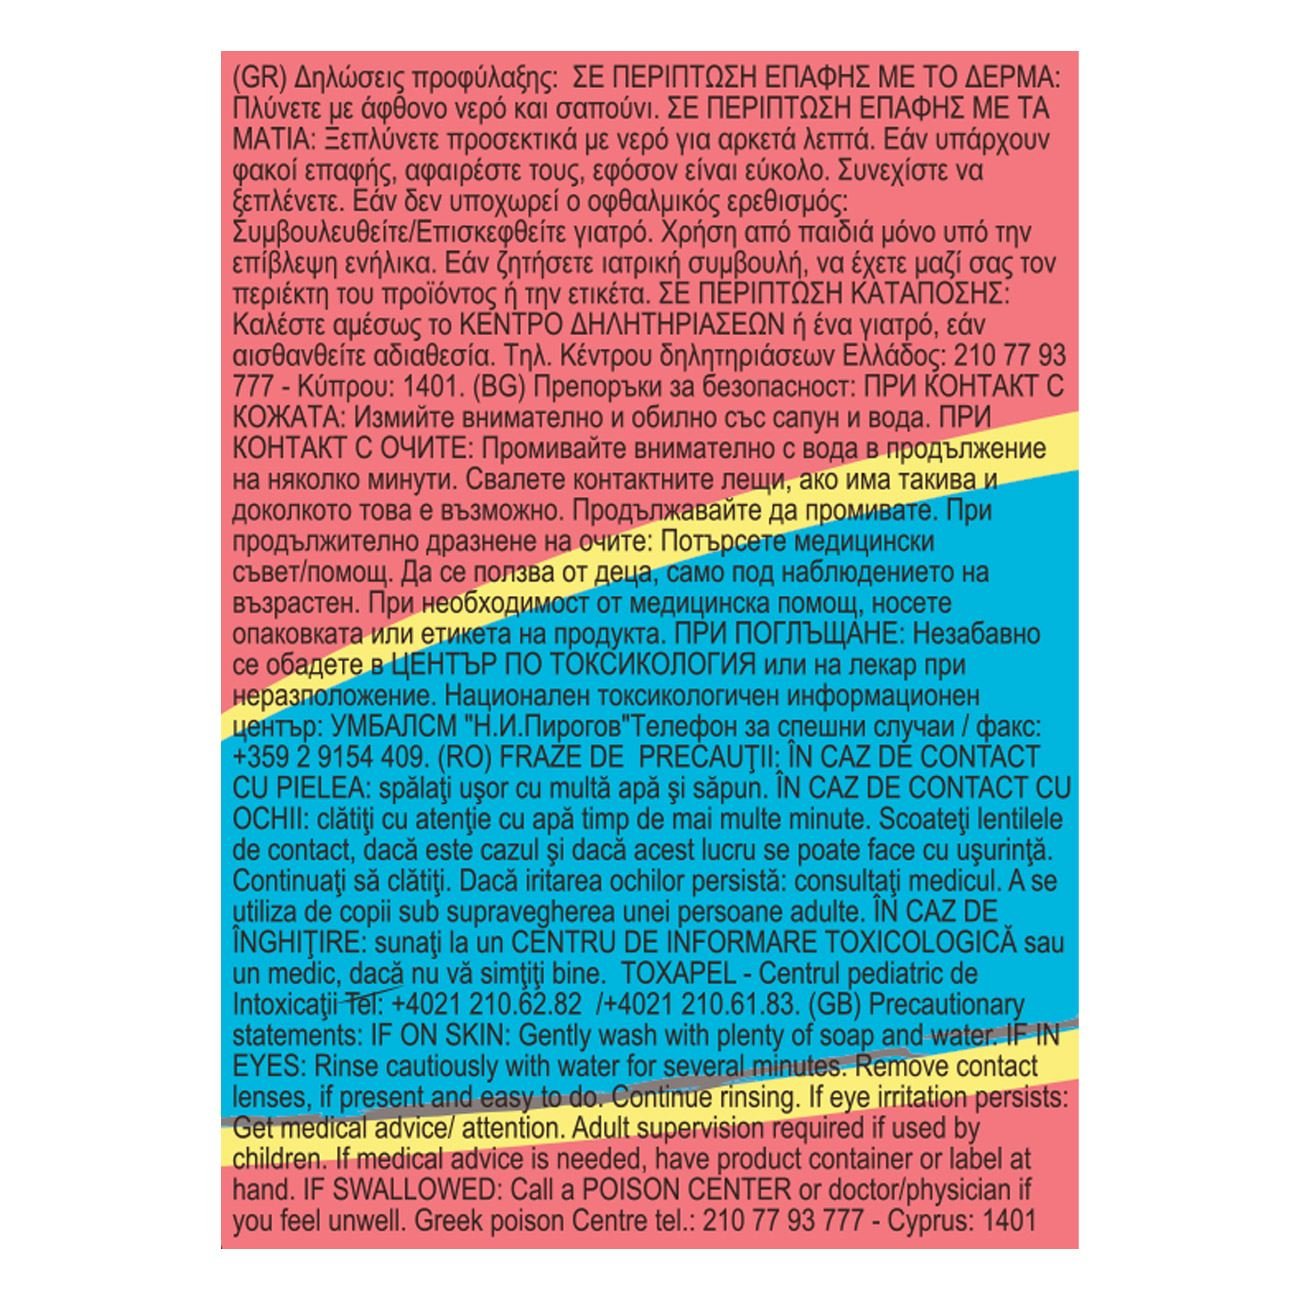 (GR) Δηλώσεις προφύλαξης:  ΣΕ ΠΕΡΙΠΤΩΣΗ ΕΠΑΦΗΣ ΜΕ ΤΟ ΔΕΡΜΑ:
Πλύνετε με άφθονο νερό και σαπούνι. ΣΕ ΠΕΡΙΠΤΩΣΗ ΕΠΑΦΗΣ ΜΕ ΤΑ
ΜΑΤΙΑ: Ξεπλύνετε προσεκτικά με νερό για αρκετά λεπτά. Εάν υπάρχουν
φακοί επαφής, αφαιρέστε τους, εφόσον είναι εύκολο. Συνεχίστε να
ξεπλένετε. Εάν δεν υποχωρεί ο οφθαλμικός ερεθισμός:
Συμβουλευθείτε/Επισκεφθείτε γιατρό. Χρήση από παιδιά μόνο υπό την
επίβλεψη ενήλικα. Εάν ζητήσετε ιατρική συμβουλή, να έχετε μαζί σας τον
περιέκτη του προϊόντος ή την ετικέτα. ΣΕ ΠΕΡΙΠΤΩΣΗ ΚΑΤΑΠΟΣΗΣ:
Καλέστε αμέσως το ΚΕΝΤΡΟ ΔΗΛΗΤΗΡΙΑΣΕΩΝ ή ένα γιατρό, εάν
αισθανθείτε αδιαθεσία. Τηλ. Κέντρου δηλητηριάσεων Ελλάδος: 210 77 93
777 - Κύπρου: 1401. (BG) Препоръки за безопасност: ПРИ КОНТАКТ С
КОЖАТА: Измийте внимателно и обилно със сапун и вода. ПРИ
КОНТАКТ С ОЧИТЕ: Промивайте внимателно с вода в продължение
на няколко минути. Свалете контактните лещи, ако има такива и
доколкото това е възможно. Продължавайте да промивате. При
продължително дразнене на очите: Потърсете медицински
съвет/помощ. Да се ползва от деца, само под наблюдението на
възрастен. При необходимост от медицинска помощ, носете
опаковката или етикета на продукта. ПРИ ПОГЛЪЩАНЕ: Незабавно
се обадете в ЦЕНТЪР ПО ТОКСИКОЛОГИЯ или на лекар при
неразположение. Национален токсикологичен информационен
център: УМБАЛСМ "Н.И.Пирогов"Телефон за спешни случаи / факс:
+359 2 9154 409. (RO) FRAZE DE  PRECAUŢII: ÎN CAZ DE CONTACT
CU PIELEA: spălaţi uşor cu multă apă şi săpun. ÎN CAZ DE CONTACT CU
OCHII: clătiţi cu atenţie cu apă timp de mai multe minute. Scoateţi lentilele
de contact, dacă este cazul şi dacă acest lucru se poate face cu uşurinţă.
Continuaţi să clătiţi. Dacă iritarea ochilor persistă: consultaţi medicul. A se
utiliza de copii sub supravegherea unei persoane adulte. ÎN CAZ DE
ÎNGHIŢIRE: sunaţi la un CENTRU DE INFORMARE TOXICOLOGICĂ sau
un medic, dacă nu vă simţiţi bine.  TOXAPEL - Centrul pediatric de
Intoxicaţii Tel: +4021 210.62.82  /+4021 210.61.83. (GB) Precautionary
statements: IF ON SKIN: Gently wash with plenty of soap and water. IF IN
EYES: Rinse cautiously with water for several minutes. Remove contact
lenses, if present and easy to do. Continue rinsing. If eye irritation persists:
Get medical advice/ attention. Adult supervision required if used by
children. If medical advice is needed, have product container or label at
hand. IF SWALLOWED: Call a POISON CENTER or doctor/physician if
you feel unwell. Greek poison Centre tel.: 210 77 93 777 - Cyprus: 1401